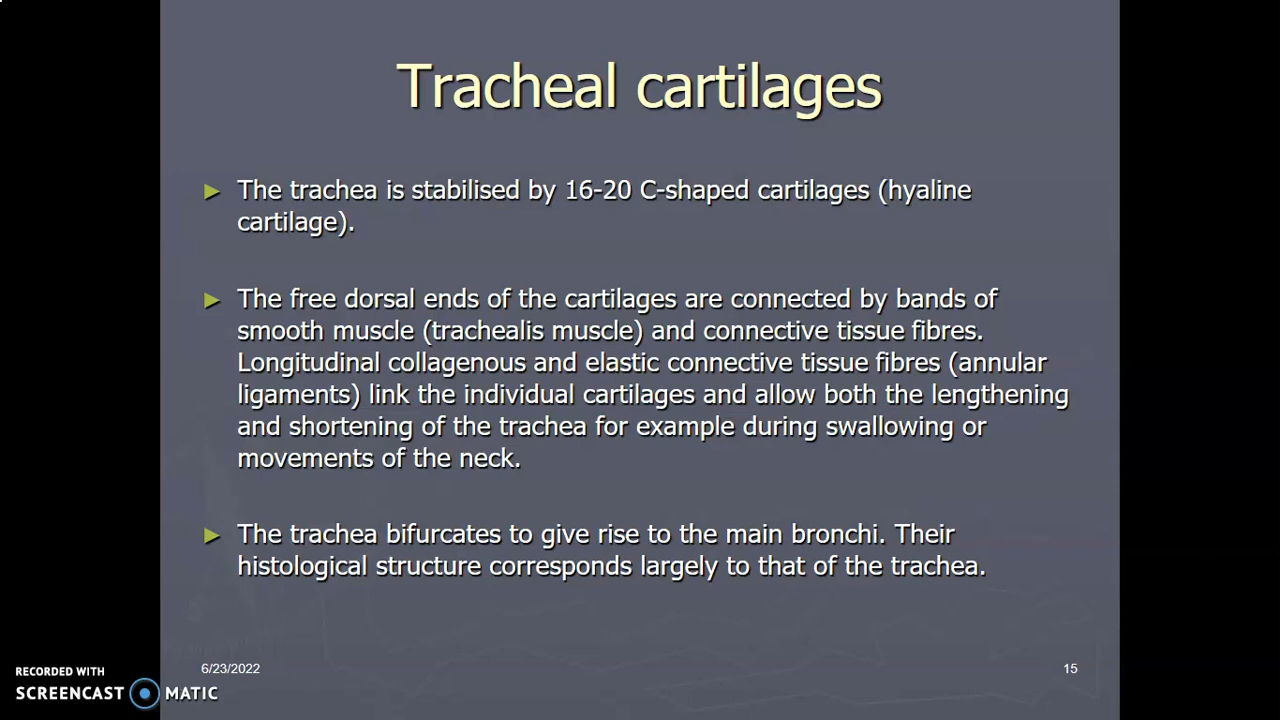 Tracheal cartilages
► The trachea is stabilised by 16-20 C-shaped cartilages (hyaline
cartilage).
► The free dorsal ends of the cartilages are connected by bands of
smooth muscle (trachealis muscle) and connective tissue fibres.
Longitudinal collagenous and elastic connective tissue fibres (annular
ligaments) link the individual cartilages and allow both the lengthening
and shortening of the trachea for example during swallowing or
movements of the neck.
► The trachea bifurcates to give rise to the main bronchi. Their
histological structure corresponds largely to that of the trachea.
6/23/2022
15
RECORDED WITH
SCREENCAST MATIC